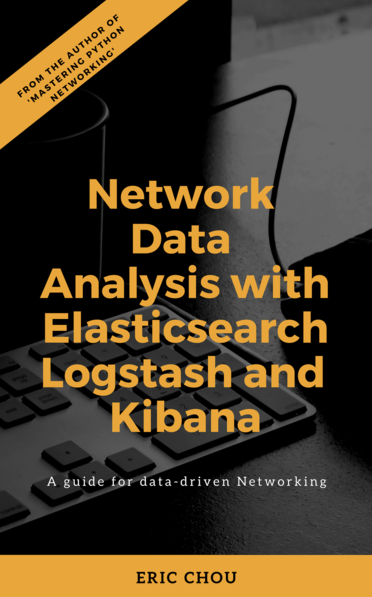 FROM THE AUTHOR OF
'MASTERING PYTHON
NETWORKING'
Network
Data
Analysis with
Elasticsearch
Logstash and
Kibana
A guide for data-driven Networking
ERIC CHOU